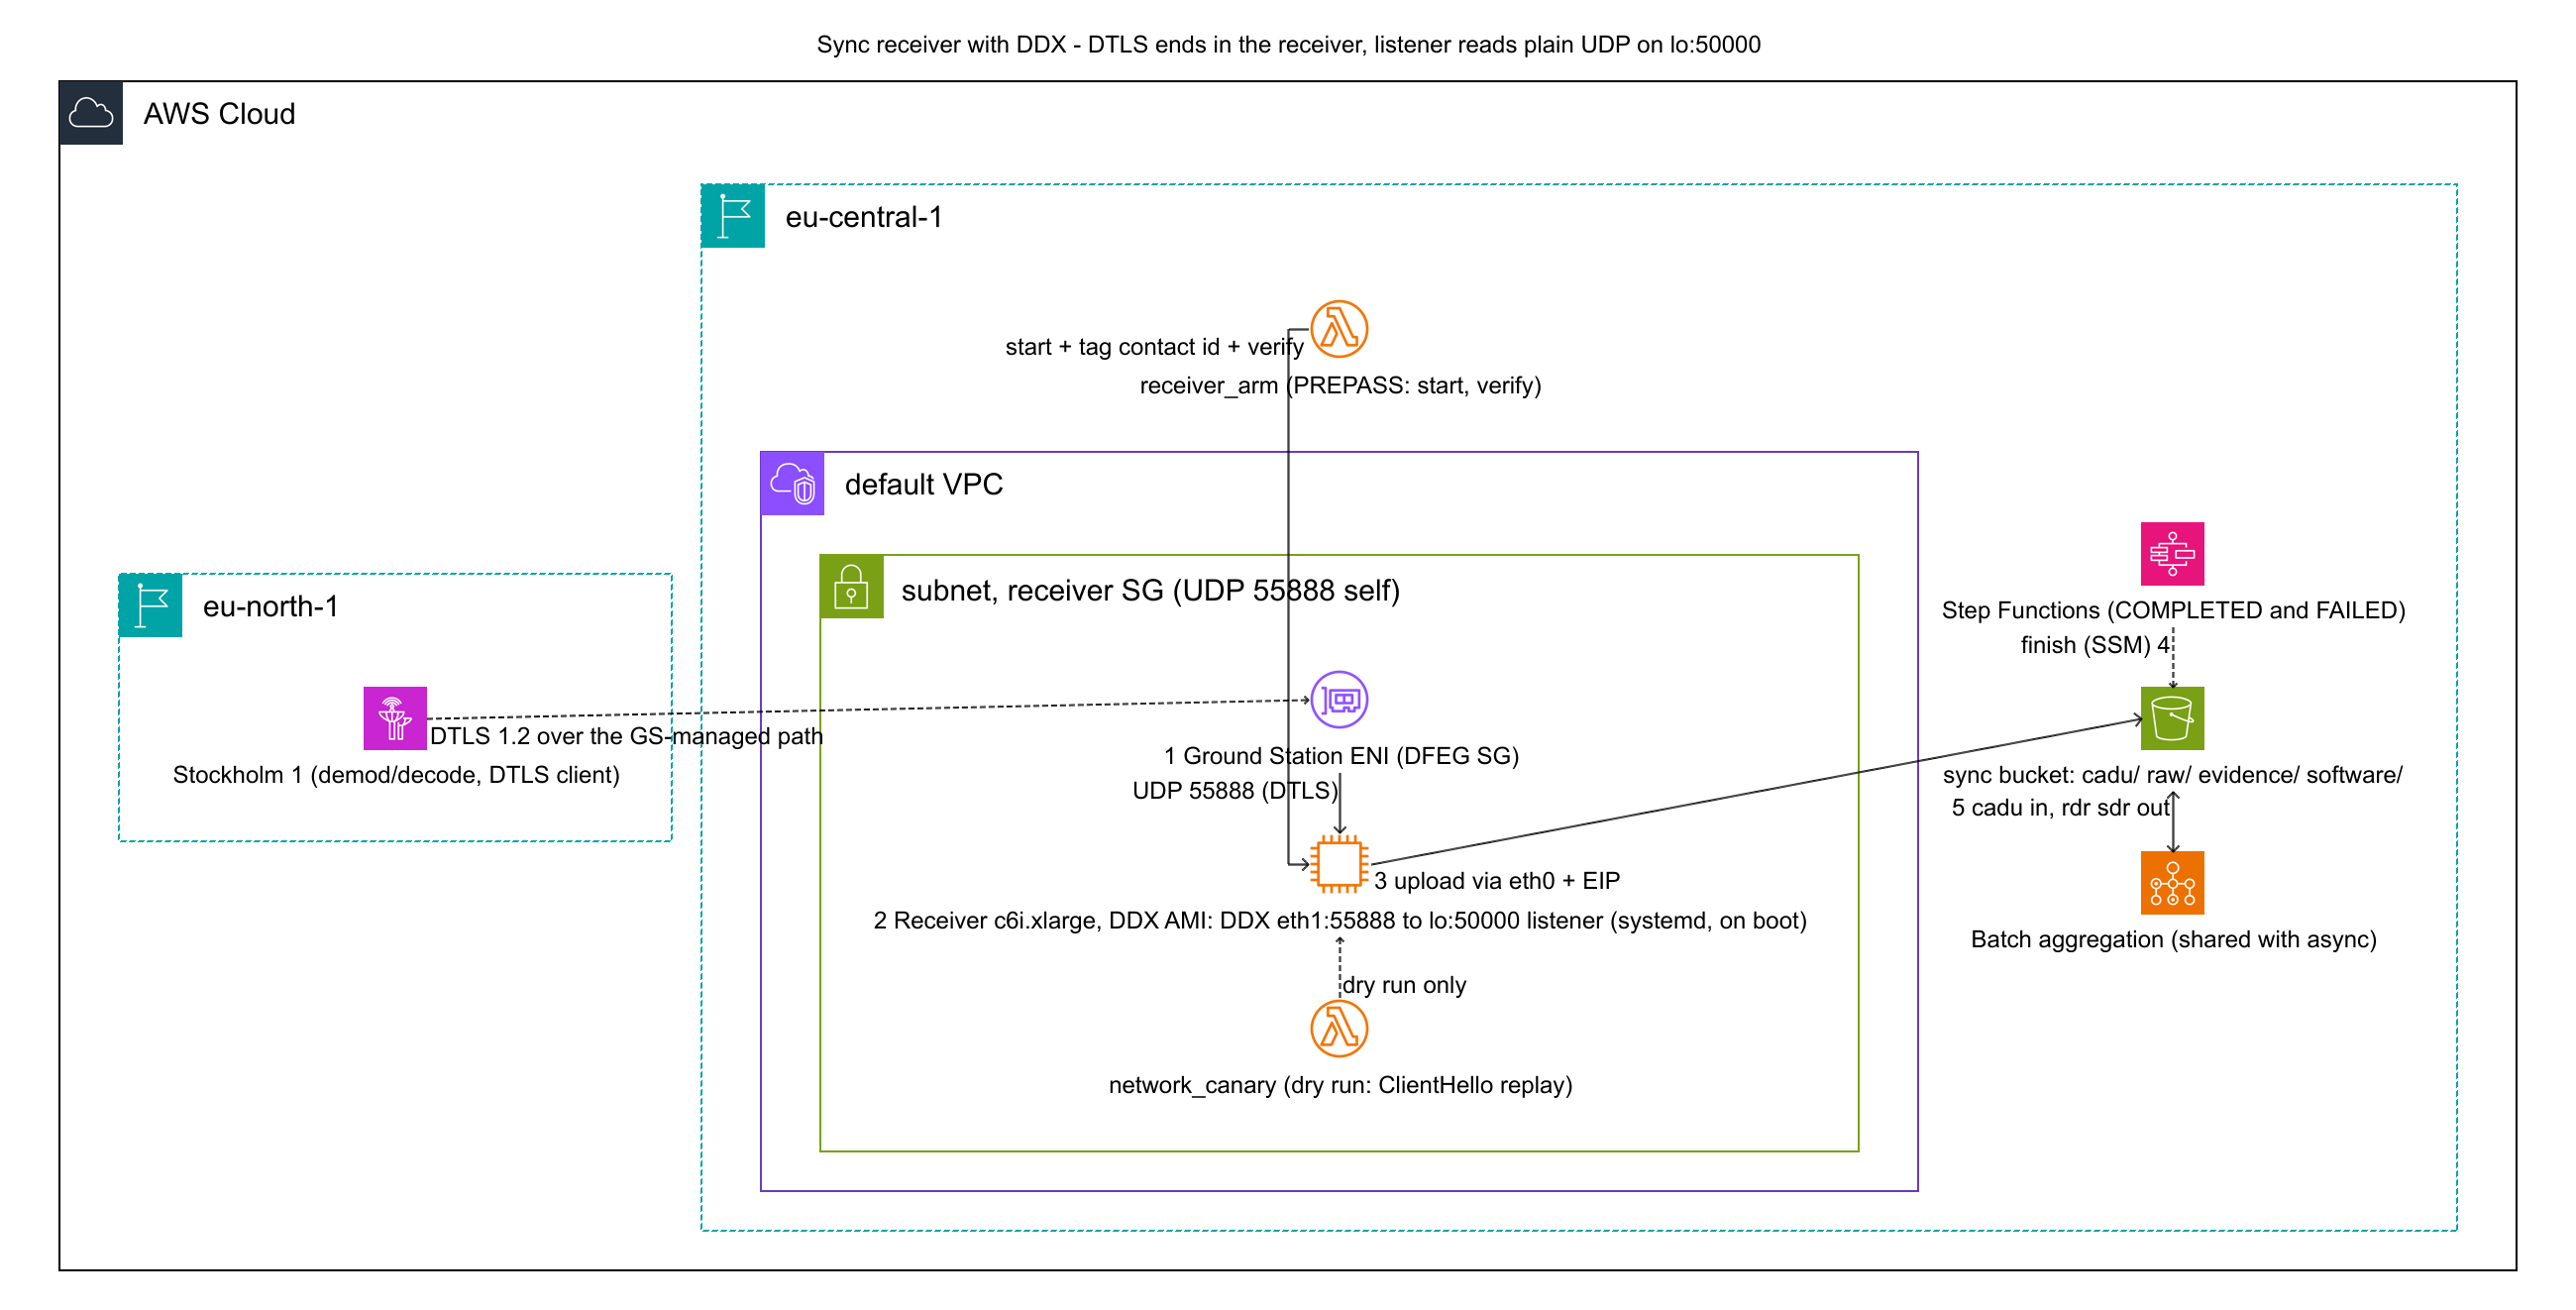 Sync receiver with DDX - DTLS ends in the receiver, listener reads plain UDP on lo:50000
AWS Cloud
eu-central-1
start + tag contact id + verify
receiver_arm (PREPASS: start, verify)
default VPC
subnet, receiver SG (UDP 55888 self)
eu-north-1
DTLS 1.2 over the GS-managed path
Stockholm 1 (demod/decode, DTLS client)
1 Ground Station ENI (DFEG SG)
UDP 55888 (DTLS)
3 upload via eth0 + EIP
2 Receiver c6i.xlarge, DDX AMI: DDX eth1:55888 to lo:50000 listener (systemd, on boot)
dry run only
network_canary (dry run: ClientHello replay)
Step Functions (COMPLETED and FAILED)
finish (SSM) 4
sync bucket: cadu/ raw/ evidence/ software/
5 cadu in, rdr sdr out
Batch aggregation (shared with async)